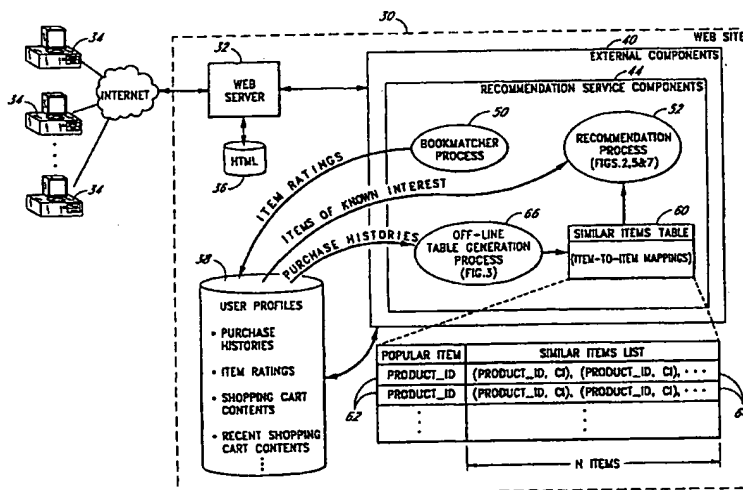 30
WEB SITE
34
32
40
EXTERNAL COMPONENTS
44
RECOMMENDATION SERVICE COMPONENTS
WEB
SERVER
INTERNET
34
50
52
BOOKMATCHER
PROCESS
RECOMMENDATION
PROCESS
(FIGS.2,5&7)
HTML
36
34
ITEM RATINGS
ITEMS OF KNOWN INTEREST
PURCHASE HISTORIES
66
60
OFF-LINE
TABLE GENERATION
PROCESS
(FIG.3)
SIMILAR ITEMS TABLE
(ITEM-TO-ITEM MAPPINGS)
38
USER PROFILES
• PURCHASE
HISTORIES
• ITEM RATINGS
• SHOPPING CART
CONTENTS
• RECENT SHOPPING
CART CONTENTS
POPULAR ITEM SIMILAR ITEMS LIST
PRODUCT_ID (PRODUCT_ID, CI), (PRODUCT_ID, CI), ...
PRODUCT_ID (PRODUCT_ID, CI), (PRODUCT_ID, CI), ...
62
N ITEMS